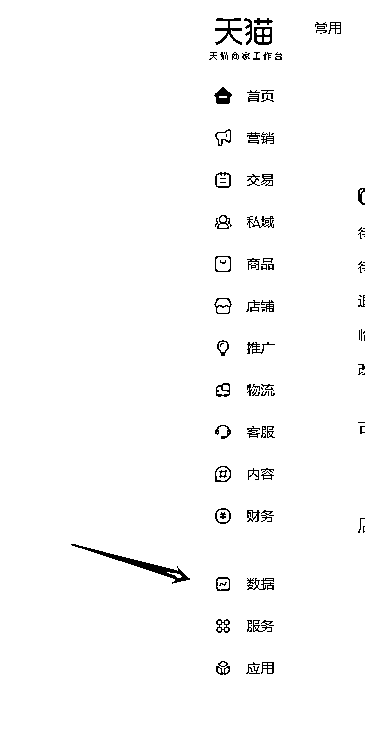 天猫
常用
天猫商家工作台
首页
营销
交易
私域
商品
店铺
推广
物流
客服
内容
财务
数据
服务
应用